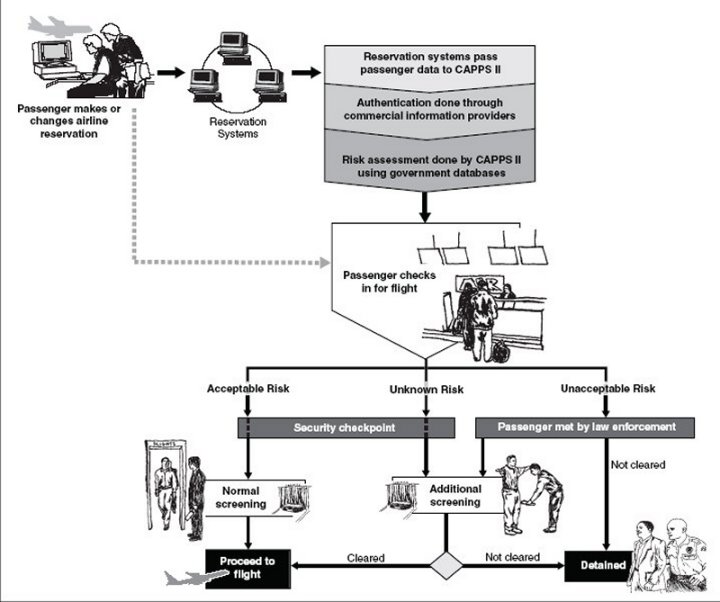 Passenger makes or
changes airline
reservation
Reservation
Systems
Reservation systems pass
passenger data to CAPPS II
Authentication done through
commercial information providers
Risk assessment done by CAPPS II
using government databases
Passenger checks
in for flight
Acceptable Risk
Unknown Risk
Unacceptable Risk
Security checkpoint
Passenger met by law enforcement
Not cleared
Normal
screening
Additional
screening
Proceed to
flight
Cleared
Not cleared
Detained